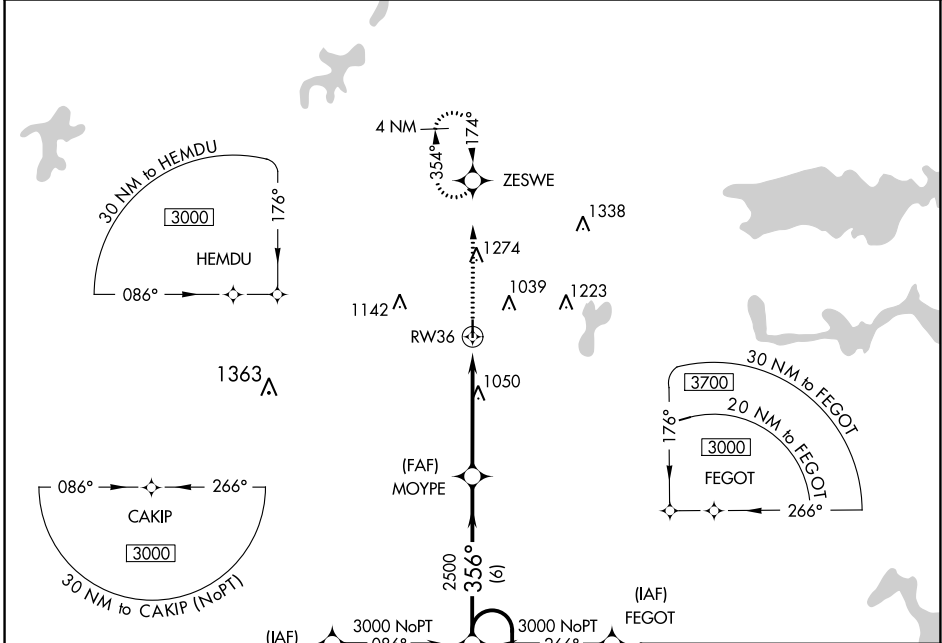 4 NM
174°
354°
ZESWE
30 NM to HEMDU
3000
176°
HEMDU
086°
1338
1274
1142
1039
1223
RW36
1363
1050
30 NM to FEGOT
3700
20 NM to FEGOT
176°
3000
FEGOT
266°
(FAF)
MOYPE
086°
266°
CAKIP
3000
30 NM to CAKIP (NoPT)
2500
356°
(6)
(IAF)
FEGOT
(IAF)
3000 NoPT
086°
3000 NoPT
266°